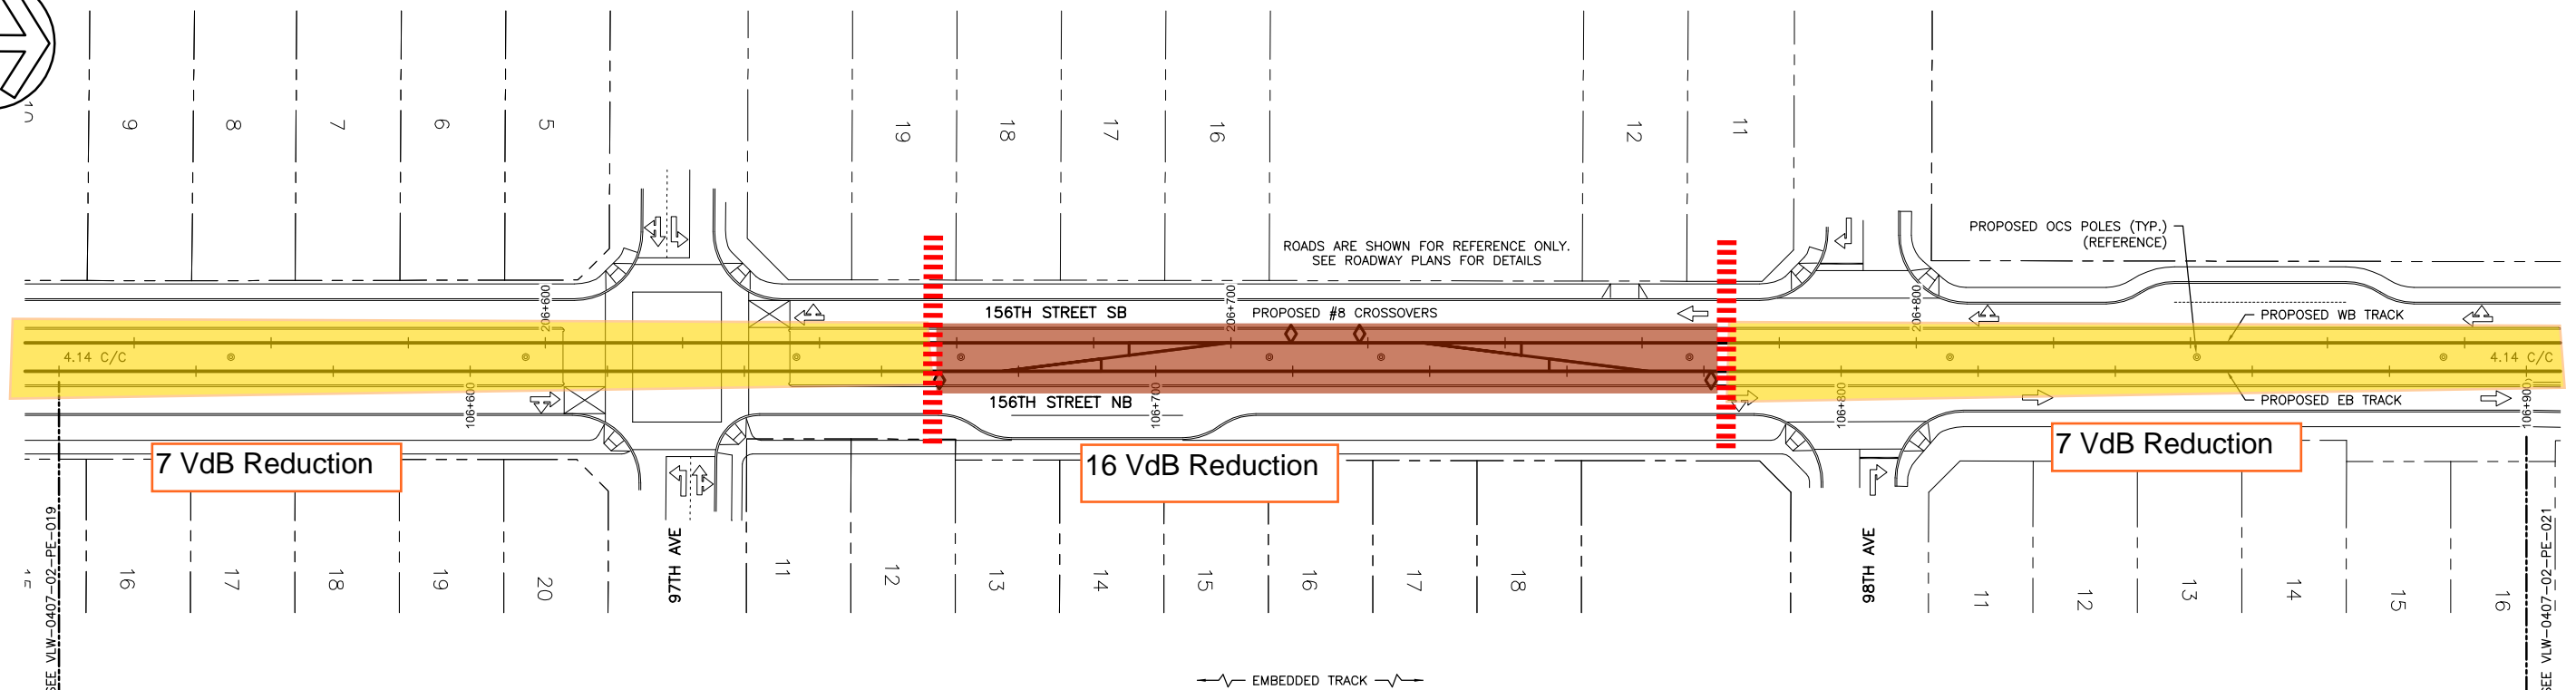 9
8
7
6
5
19
18
17
16
12
11
ROADS ARE SHOWN FOR REFERENCE ONLY.
SEE ROADWAY PLANS FOR DETAILS
PROPOSED OCS POLES (TYP.)
(REFERENCE)
206+600
206+700
206+800
156TH STREET SB
PROPOSED #8 CROSSOVERS
PROPOSED WB TRACK
4.14 C/C
4.14 C/C
106+600
106+700
106+800
106+900
156TH STREET NB
PROPOSED EB TRACK
7 VdB Reduction
16 VdB Reduction
7 VdB Reduction
SEE VLW-0407-02-PE-019
16
17
18
19
20
97TH AVE
11
12
13
14
15
16
17
18
98TH AVE
11
12
13
14
15
16
SEE VLW-0407-02-PE-021
EMBEDDED TRACK